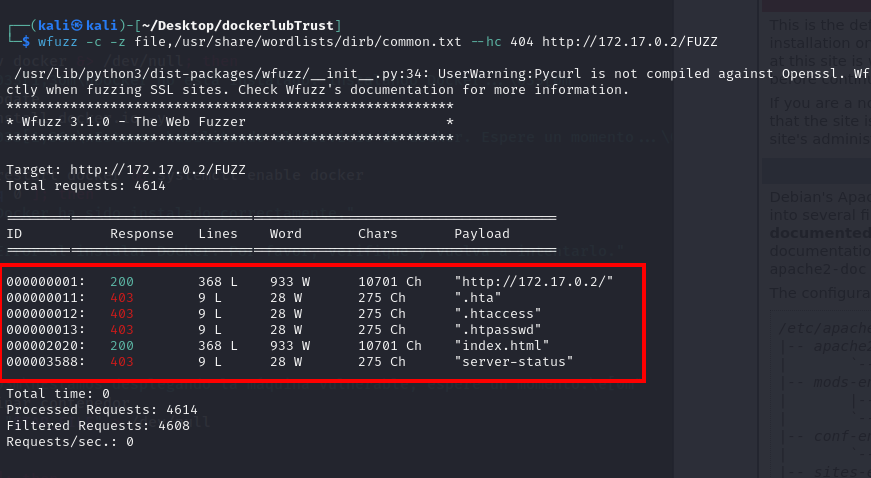 (kali㉿kali)-[~/Desktop/dockerlubTrust]
$ wfuzz -c -z file,/usr/share/wordlists/dirb/common.txt --hc 404 http://172.17.0.2/FUZZ
/usr/lib/python3/dist-packages/wfuzz/__init__.py:34: UserWarning:Pycurl is not compiled against Openssl. Wf
ctly when fuzzing SSL sites. Check Wfuzz's documentation for more information.
********************************************************
* Wfuzz 3.1.0 - The Web Fuzzer *
********************************************************
Target: http://172.17.0.2/FUZZ
Total requests: 4614
=====================================================================
ID Response Lines Word Chars Payload
=====================================================================
000000001: 200 368 L 933 W 10701 Ch "http://172.17.0.2/"
000000011: 403 9 L 28 W 275 Ch ".hta"
000000012: 403 9 L 28 W 275 Ch ".htaccess"
000000013: 403 9 L 28 W 275 Ch ".htpasswd"
000002020: 200 368 L 933 W 10701 Ch "index.html"
000003588: 403 9 L 28 W 275 Ch "server-status"
Total time: 0
Processed Requests: 4614
Filtered Requests: 4608
Requests/sec.: 0
This is the
installation on
at this site is
If you are a no
that the site is
site's adminis
Debian's Apac
into several fi
documented
documentatio
apache2-doc
The configura
/etc/apache
|-- apache2
|-- mods-en
|-- conf-en
|-- sites-e